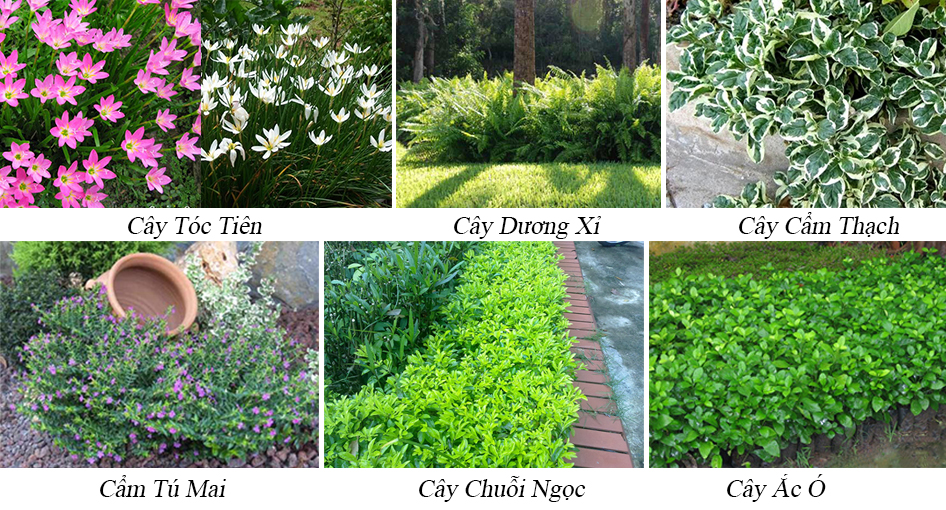 Cây Tóc Tiên
Cây Dương Xỉ
Cây Cẩm Thạch
Cẩm Tú Mai
Cây Chuỗi Ngọc
Cây Ắc Ó